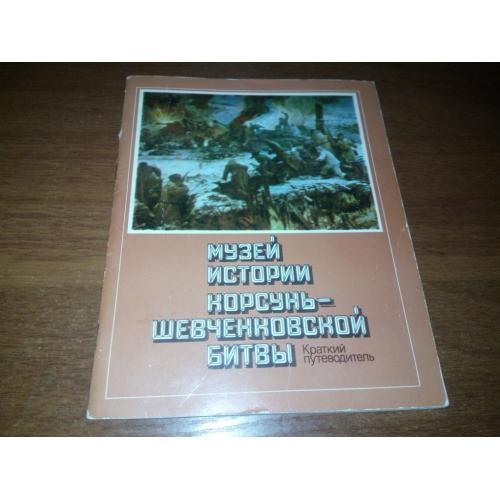 МУЗЕЙ
ИСТОРИИ
КОРСУНЬ-
ШЕВЧЕНКОВСКОЙ
БИТВЫ
Краткий
путеводитель